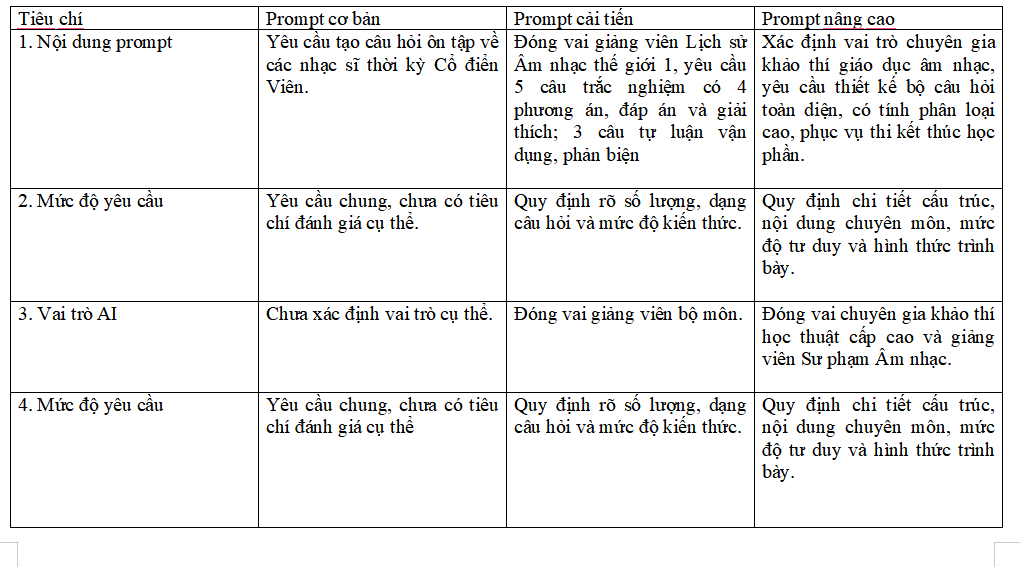 Tiêu chí
Prompt cơ bản
Prompt cải tiến
Prompt nâng cao
1. Nội dung prompt
Yêu cầu tạo câu hỏi ôn tập về
các nhạc sĩ thời kỳ Cổ điển
Viên.
Đóng vai giảng viên Lịch sử
Âm nhạc thế giới 1, yêu cầu
5 câu trắc nghiệm có 4
phương án, đáp án và giải
thích; 3 câu tự luận vận
dụng, phản biện
Xác định vai trò chuyên gia
khảo thí giáo dục âm nhạc,
yêu cầu thiết kế bộ câu hỏi
toàn diện, có tính phân loại
cao, phục vụ thi kết thúc học
phần.
2. Mức độ yêu cầu
Yêu cầu chung, chưa có tiêu
chí đánh giá cụ thể.
Quy định rõ số lượng, dạng
câu hỏi và mức độ kiến thức.
Quy định chi tiết cấu trúc,
nội dung chuyên môn, mức
độ tư duy và hình thức trình
bày.
3. Vai trò AI
Chưa xác định vai trò cụ thể.
Đóng vai giảng viên bộ môn.
Đóng vai chuyên gia khảo thí
học thuật cấp cao và giảng
viên Sư phạm Âm nhạc.
4. Mức độ yêu cầu
Yêu cầu chung, chưa có tiêu
chí đánh giá cụ thể
Quy định rõ số lượng, dạng
câu hỏi và mức độ kiến thức.
Quy định chi tiết cấu trúc,
nội dung chuyên môn, mức
độ tư duy và hình thức trình
bày.